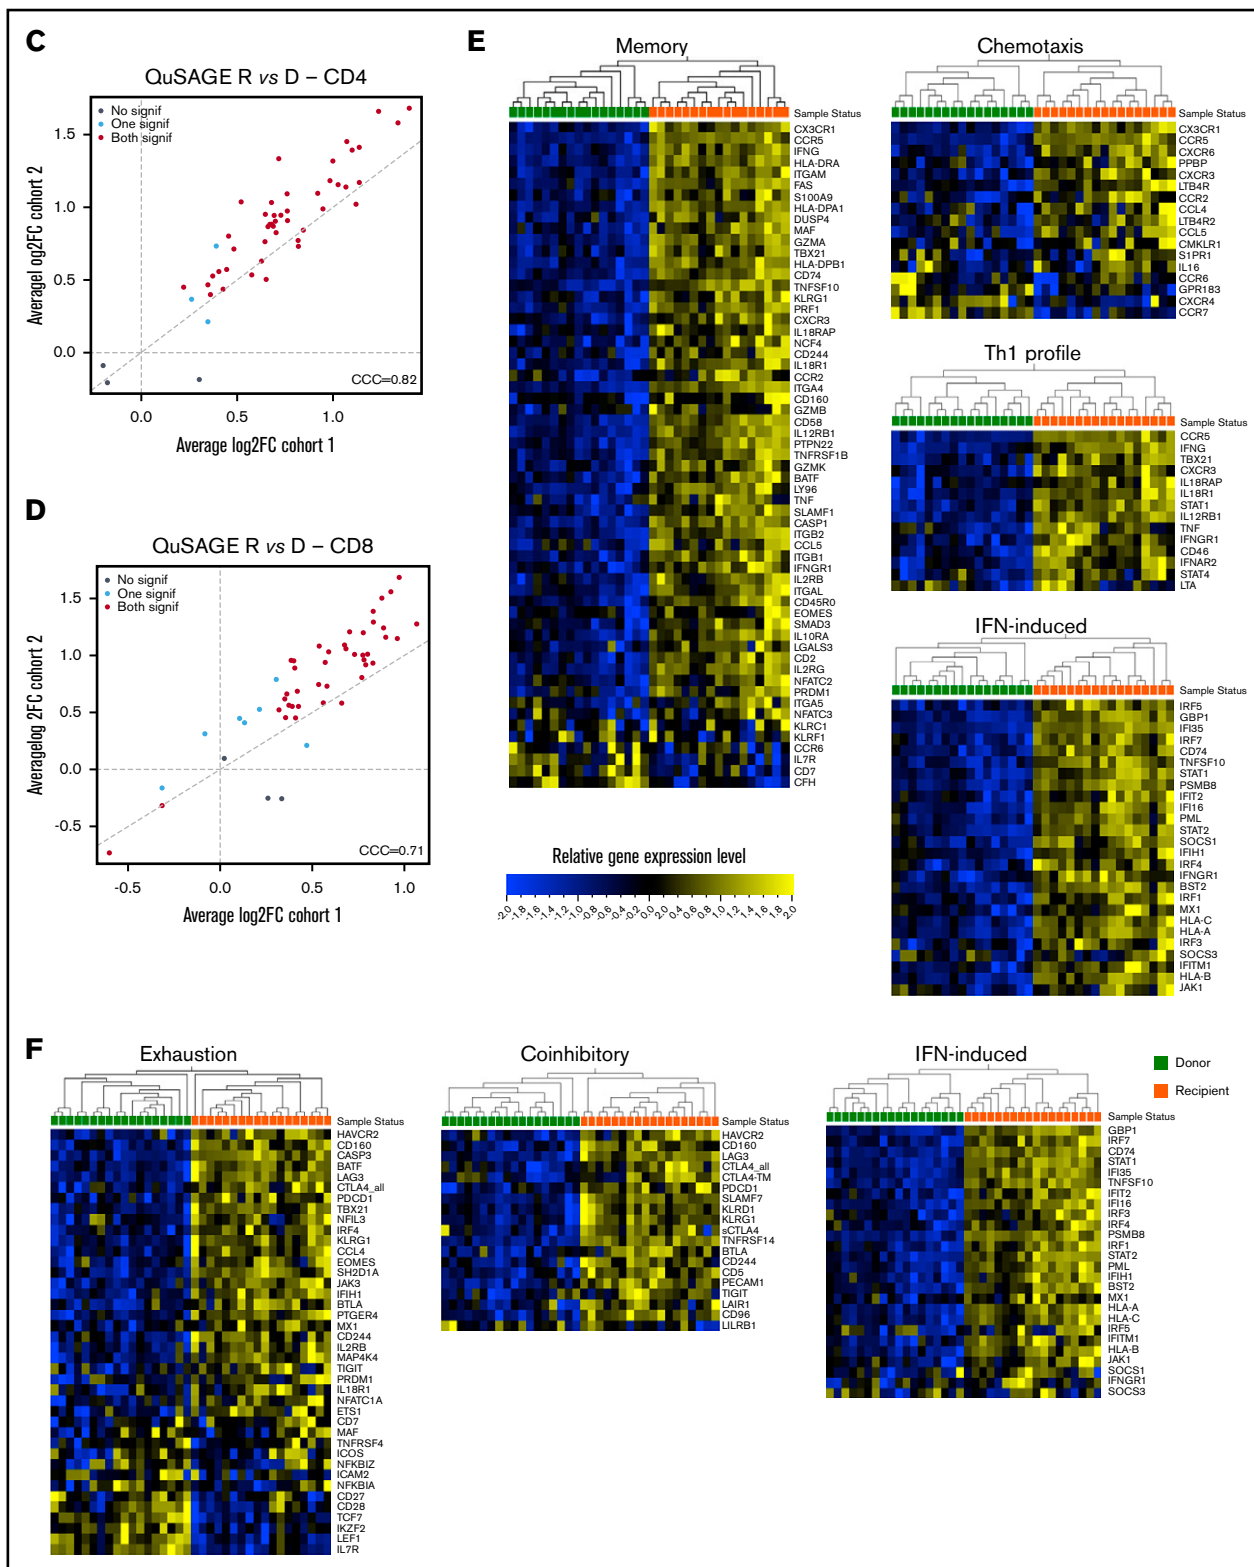 C
QuSAGE R vs D – CD4
No signif
One signif
Both signif
1.5
1.0
0.5
0.0
Averagel log2FC cohort 2
CCC=0.82
0.0
0.5
1.0
Average log2FC cohort 1
D
QuSAGE R vs D – CD8
No signif
One signif
Both signif
1.5
1.0
0.5
0.0
-0.5
Averagelog 2FC cohort 2
CCC=0.71
-0.5
0.0
0.5
1.0
Average log2FC cohort 1
E
Memory
Sample Status
CX3CR1
CCR5
IFNG
HLA-DRA
ITGAM
FAS
S100A9
HLA-DPA1
DUSP4
MAF
GZMA
TBX21
HLA-DPB1
CD74
TNFSF10
KLRG1
PRF1
CXCR3
IL18RAP
NCF4
CD244
IL18R1
CCR2
ITGA4
CD160
GZMB
CD58
IL12RB1
PTPN22
TNFRSF1B
GZMK
BATF
LY96
TNF
SLAMF1
CASP1
ITGB2
CCL5
ITGB1
IFNGR1
IL2RB
ITGAL
CD45R0
EOMES
SMAD3
IL10RA
LGALS3
CD2
IL2RG
NFATC2
PRDM1
ITGA5
NFATC3
KLRC1
KLRF1
CCR6
IL7R
CD7
CFH
Relative gene expression level
-2.0
-1.8
-1.6
-1.4
-1.2
-1.0
-0.8
-0.6
-0.4
-0.2
0.0
0.2
0.4
0.6
0.8
1.0
1.2
1.4
1.6
1.8
2.0
Chemotaxis
Sample Status
CX3CR1
CCR5
CXCR6
PPBP
CXCR3
LTB4R
CCR2
CCL4
LTB4R2
CCL5
CMKLR1
S1PR1
IL16
CCR6
GPR183
CXCR4
CCR7
Th1 profile
Sample Status
CCR5
IFNG
TBX21
CXCR3
IL18RAP
IL18R1
STAT1
IL12RB1
TNF
IFNGR1
CD46
IFNAR2
STAT4
LTA
IFN-induced
Sample Status
IRF5
GBP1
IFI35
IRF7
CD74
TNFSF10
STAT1
PSMB8
IFIT2
IFI16
PML
STAT2
SOCS1
IFIH1
IRF4
IFNGR1
BST2
IRF1
MX1
HLA-C
HLA-A
IRF3
SOCS3
IFITM1
HLA-B
JAK1
F
Exhaustion
Sample Status
HAVCR2
CD160
CASP3
BATF
LAG3
CTLA4_all
PDCD1
TBX21
NFIL3
IRF4
KLRG1
CCL4
EOMES
SH2D1A
JAK3
IFIH1
BTLA
PTGER4
MX1
CD244
IL2RB
MAP4K4
TIGIT
PRDM1
IL18R1
NFATC1A
ETS1
CD7
MAF
TNFRSF4
ICOS
NFKBIZ
ICAM2
NFKBIA
CD27
CD28
TCF7
IKZF2
LEF1
IL7R
Coinhibitory
Sample Status
HAVCR2
CD160
LAG3
CTLA4_all
CTLA4-TM
PDCD1
SLAMF7
KLRD1
KLRG1
sCTLA4
TNFRSF14
BTLA
CD244
CD5
PECAM1
TIGIT
LAIR1
CD96
LILRB1
IFN-induced
Sample Status
GBP1
IRF7
CD74
STAT1
IFI35
TNFSF10
IFIT2
IFI16
IRF3
IRF4
PSMB8
IRF1
STAT2
PML
IFIH1
BST2
MX1
HLA-A
HLA-C
IRF5
IFITM1
HLA-B
JAK1
SOCS1
IFNGR1
SOCS3
Donor
Recipient